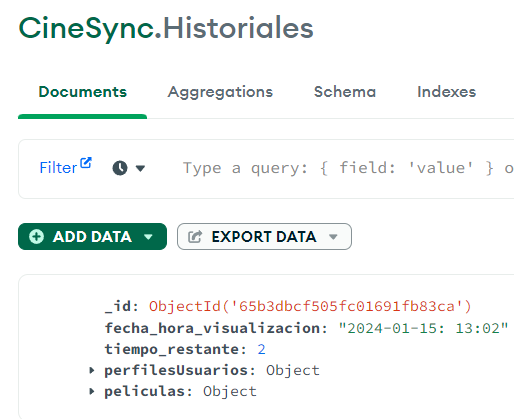 CineSync.Historiales
Documents Aggregations Schema Indexes
Filter Type a query: { field: 'value' } o
ADD DATA EXPORT DATA
_id: ObjectId('65b3dbcf505fc01691fb83ca')
fecha_hora_visualizacion: "2024-01-15: 13:02"
tiempo_restante: 2
perfilesUsuarios: Object
peliculas: Object